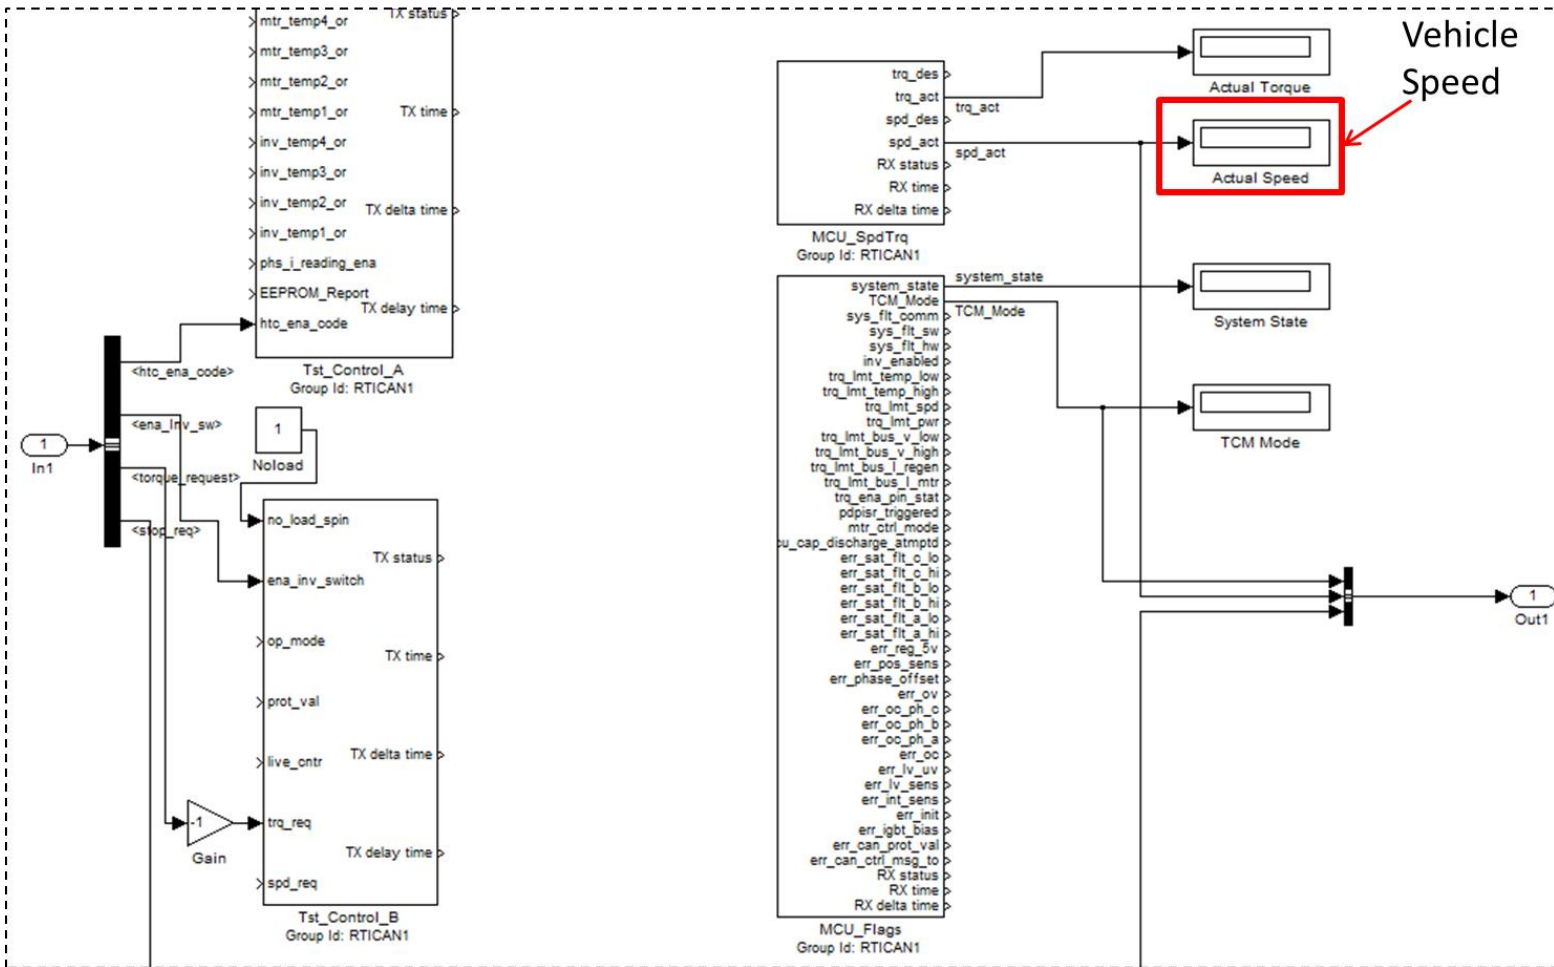 TX status
mtr_temp4_or
mtr_temp3_or
mtr_temp2_or
mtr_temp1_or
TX time
inv_temp4_or
inv_temp3_or
inv_temp2_or
TX delta time
inv_temp1_or
phs_i_reading_ena
EEPROM_Report
TX delay time
htc_ena_code
Tst_Control_A
Group Id: RTICAN1
<htc_ena_code>
<ena_Inv_sw>
<torque_request>
<stop_req>
1
In1
1
Noload
no_load_spin
TX status
ena_inv_switch
op_mode
TX time
prot_val
TX delta time
live_cntr
-1
Gain
trq_req
TX delay time
spd_req
Tst_Control_B
Group Id: RTICAN1
trq_des
trq_act
trq_act
spd_des
spd_act
spd_act
RX status
RX time
RX delta time
MCU_SpdTrq
Group Id: RTICAN1
Actual Torque
Actual Speed
Vehicle
Speed
system_state
system_state
TCM_Mode
TCM_Mode
sys_flt_comm
sys_flt_sw
sys_flt_hw
inv_enabled
trq_lmt_temp_low
trq_lmt_temp_high
trq_lmt_spd
trq_lmt_pwr
trq_lmt_bus_v_low
trq_lmt_bus_v_high
trq_lmt_bus_I_regen
trq_lmt_bus_I_mtr
trq_ena_pin_stat
pdpisr_triggered
mtr_ctrl_mode
cu_cap_discharge_atmptd
err_sat_flt_c_lo
err_sat_flt_c_hi
err_sat_flt_b_lo
err_sat_flt_b_hi
err_sat_flt_a_lo
err_sat_flt_a_hi
err_reg_5v
err_pos_sens
err_phase_offset
err_ov
err_oc_ph_c
err_oc_ph_b
err_oc_ph_a
err_oc
err_lv_uv
err_lv_sens
err_int_sens
err_init
err_igbt_bias
err_can_prot_val
err_can_ctrl_msg_to
RX status
RX time
RX delta time
MCU_Flags
Group Id: RTICAN1
System State
TCM Mode
1
Out1